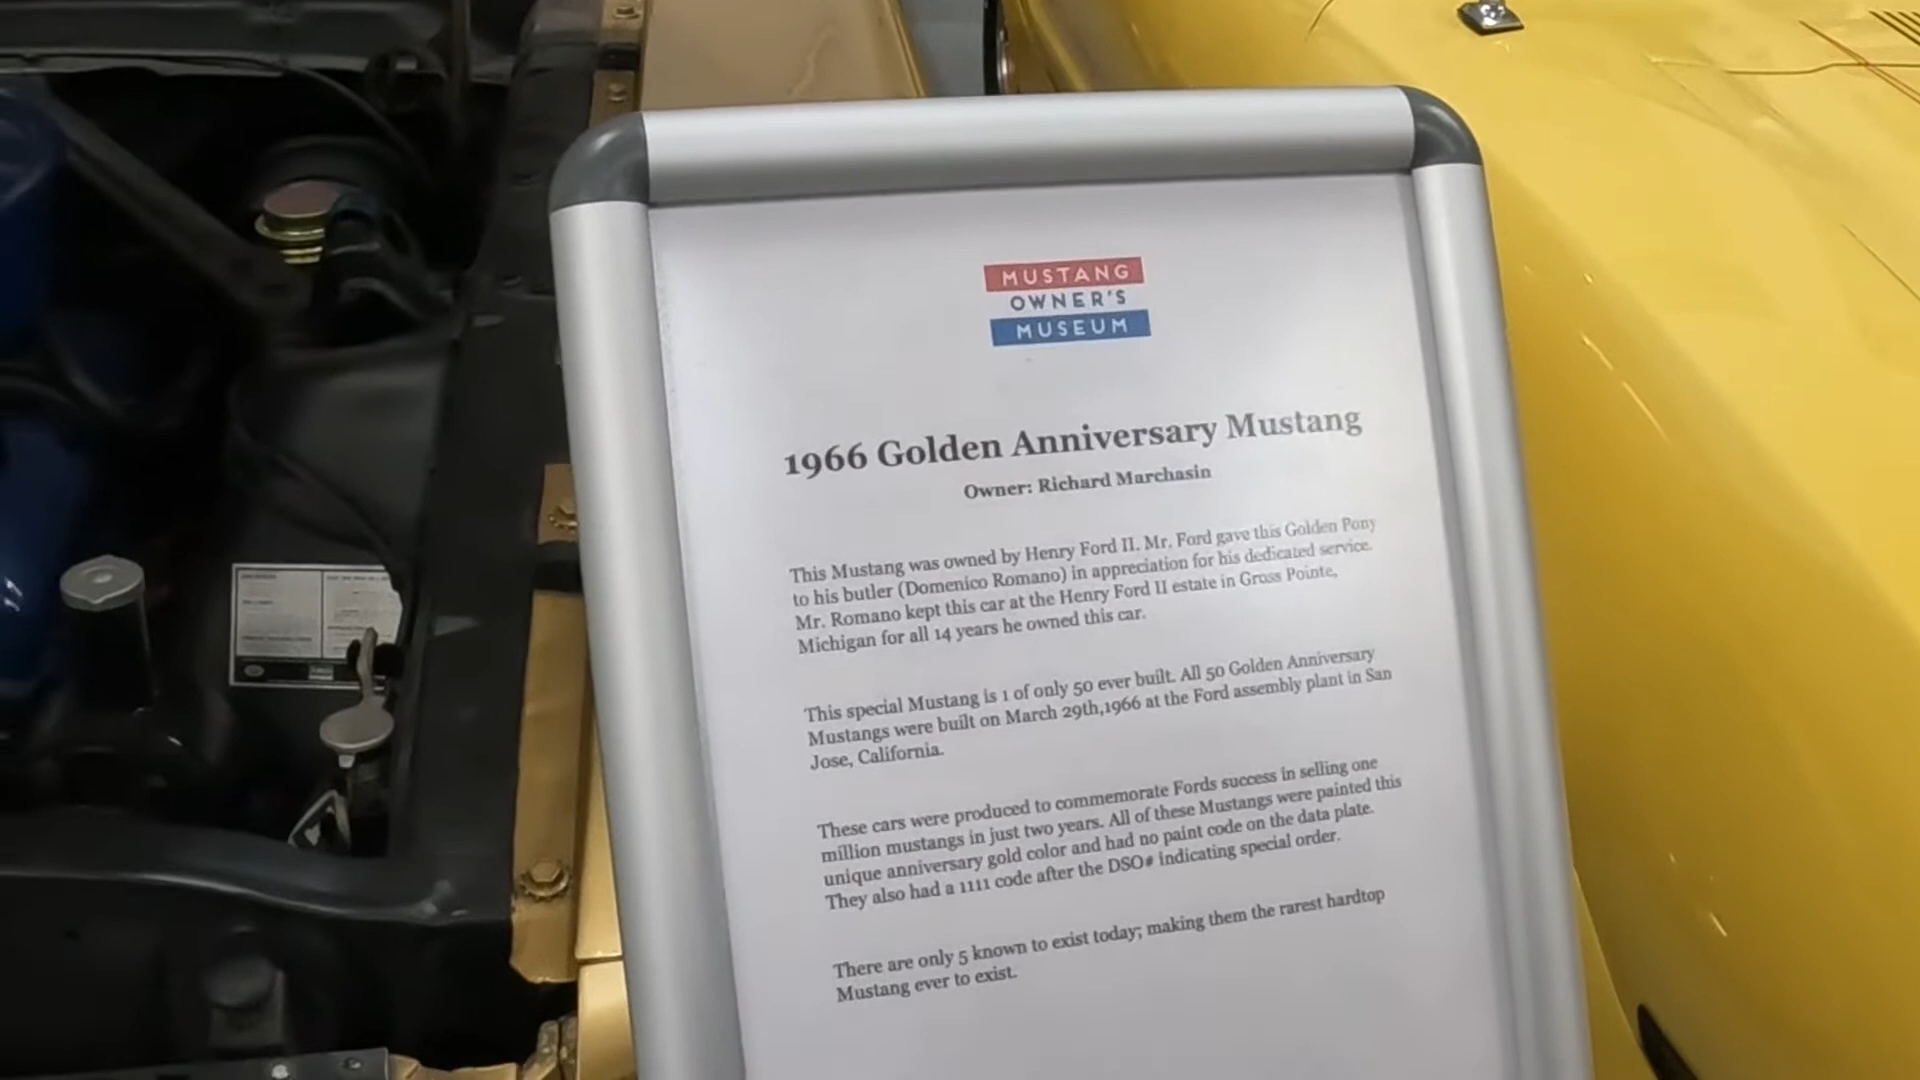 MUSTANG
OWNER'S
MUSEUM
1966 Golden Anniversary Mustang
Owner: Richard Marchasin
This Mustang was owned by Henry Ford II. Mr. Ford gave this Golden Pony
to his butler (Domenico Romano) in appreciation for his dedicated service.
Mr. Romano kept this car at the Henry Ford II estate in Gross Pointe,
Michigan for all 14 years he owned this car.
This special Mustang is 1 of only 50 ever built. All 50 Golden Anniversary
Mustangs were built on March 29th,1966 at the Ford assembly plant in San
Jose, California.
These cars were produced to commemorate Fords success in selling one
million mustangs in just two years. All of these Mustangs were painted this
unique anniversary gold color and had no paint code on the data plate.
They also had a 1111 code after the DSO# indicating special order.
There are only 5 known to exist today; making them the rarest hardtop
Mustang ever to exist.